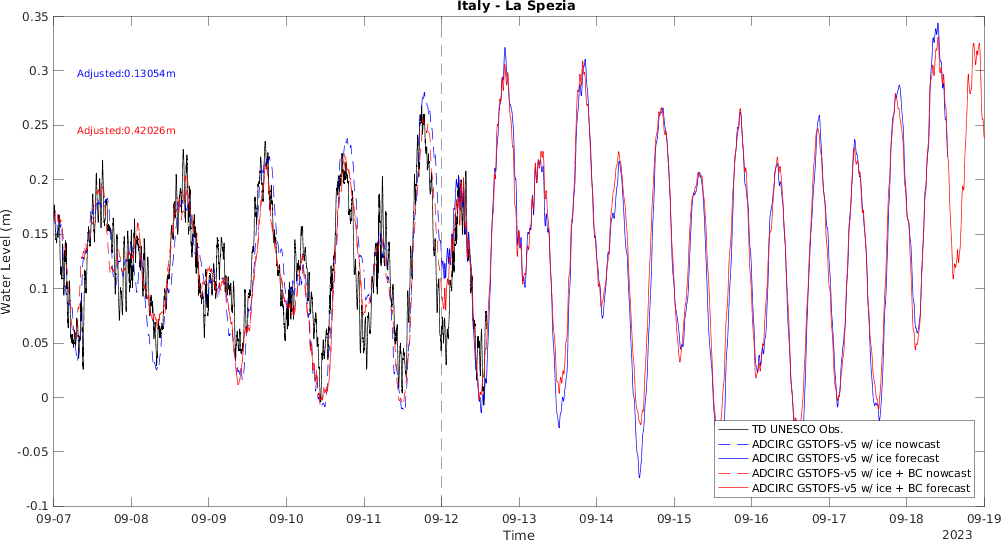 Italy - La Spezia
0.35
0.3
0.25
0.2
0.15
0.1
0.05
0
-0.05
-0.1
Water Level (m)
Adjusted:0.13054m
Adjusted:0.42026m
TD UNESCO Obs.
ADCIRC GSTOFS-v5 w/ ice nowcast
ADCIRC GSTOFS-v5 w/ ice forecast
ADCIRC GSTOFS-v5 w/ ice + BC nowcast
ADCIRC GSTOFS-v5 w/ ice + BC forecast
09-07 09-08 09-09 09-10 09-11 09-12 09-13 09-14 09-15 09-16 09-17 09-18 09-19
Time
2023